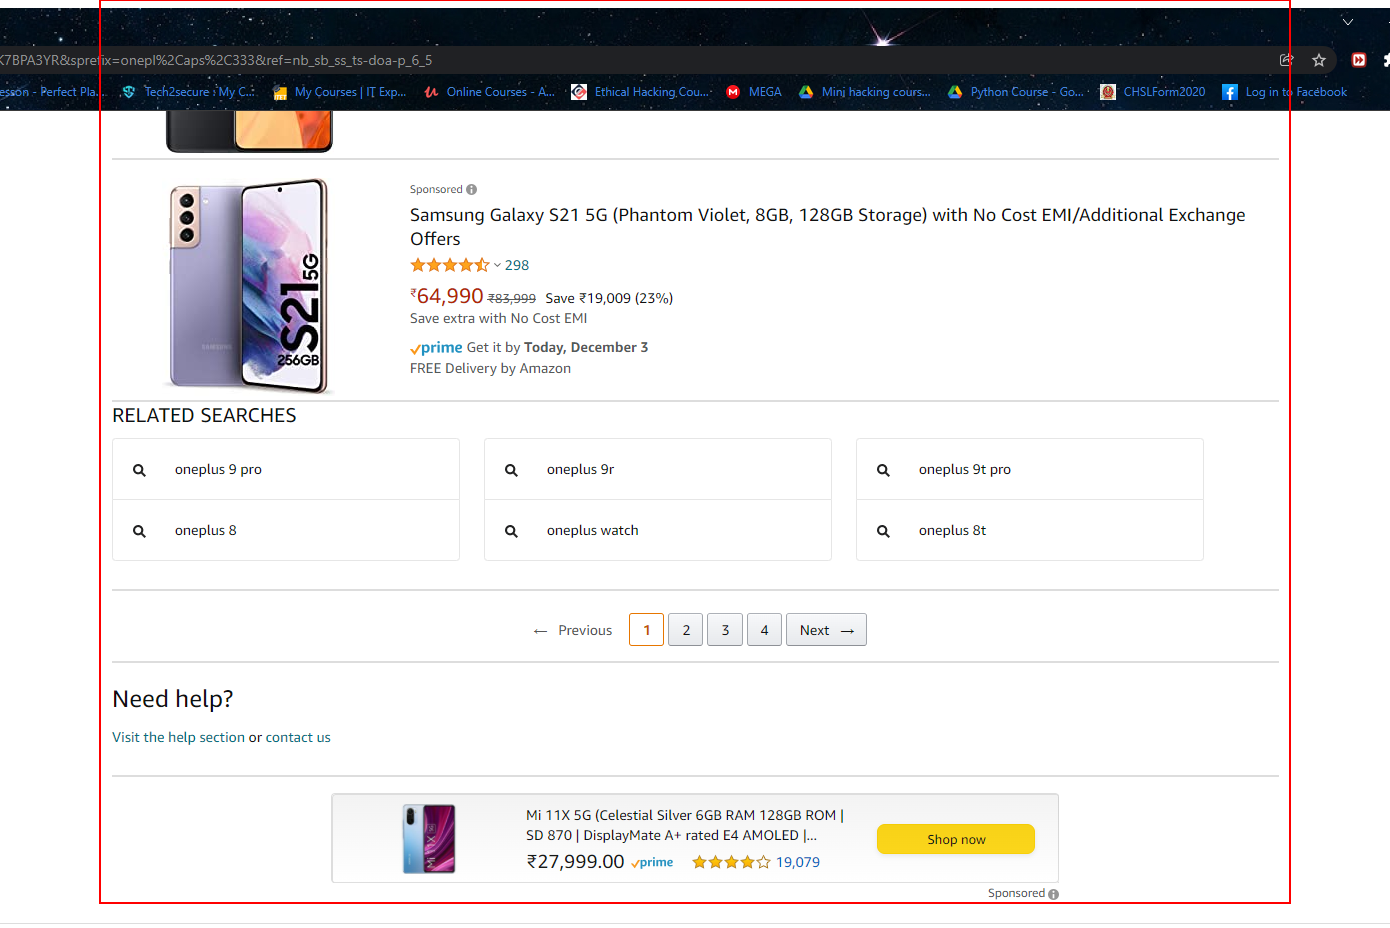 K7BPA3YR&sprefix=onepl%2Caps%2C333&ref=nb_sb_ss_ts-doa-p_6_5
esson - Perfect Pla... Tech2secure : My C... My Courses | IT Exp... Online Courses - A... Ethical Hacking Cou... MEGA Mini hacking cours... Python Course - Go... CHSLForm2020 Log in to Facebook
Sponsored
Samsung Galaxy S21 5G (Phantom Violet, 8GB, 128GB Storage) with No Cost EMI/Additional Exchange
Offers
298
₹64,990 ₹83,999 Save ₹19,009 (23%)
Save extra with No Cost EMI
prime Get it by Today, December 3
FREE Delivery by Amazon
S21 5G
256GB
SAMSUNG
RELATED SEARCHES
oneplus 9 pro oneplus 9r oneplus 9t pro
oneplus 8 oneplus watch oneplus 8t
← Previous 1 2 3 4 Next →
Need help?
Visit the help section or contact us
Mi 11X 5G (Celestial Silver 6GB RAM 128GB ROM |
SD 870 | DisplayMate A+ rated E4 AMOLED |...
₹27,999.00 prime 19,079
Shop now
Sponsored